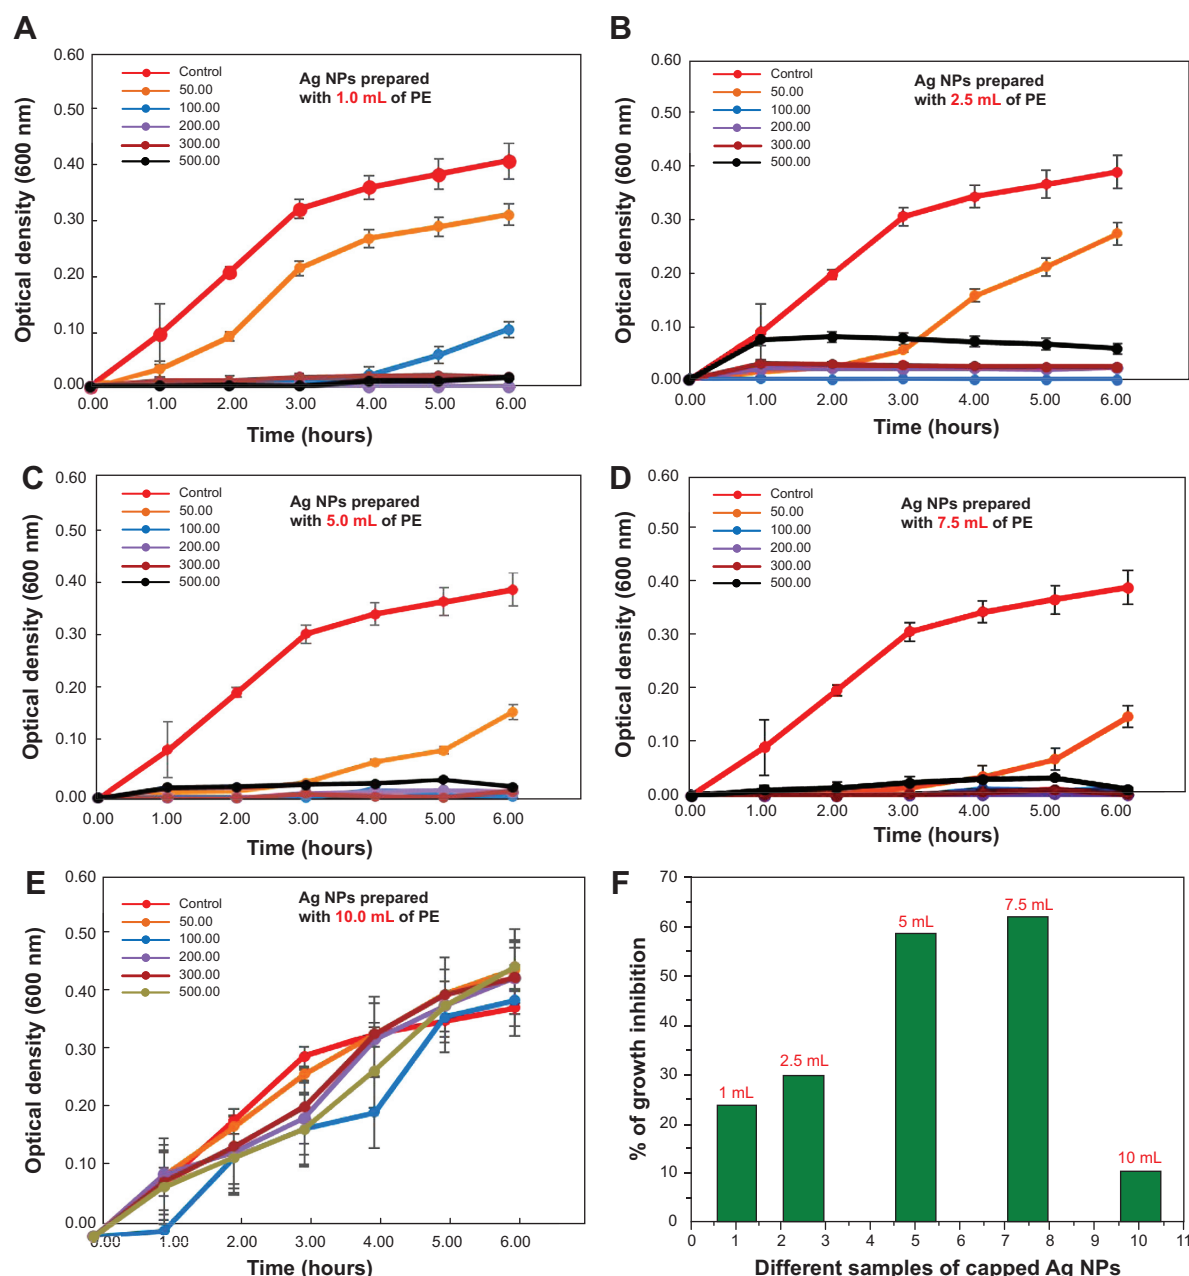 A
Optical density (600 nm)
0.60
0.50
0.40
0.30
0.20
0.10
0.00
Control
50.00
100.00
200.00
300.00
500.00
Ag NPs prepared
with 1.0 mL of PE
0.00 1.00 2.00 3.00 4.00 5.00 6.00
Time (hours)
B
Optical density (600 nm)
0.60
0.50
0.40
0.30
0.20
0.10
0.00
Control
50.00
100.00
200.00
300.00
500.00
Ag NPs prepared
with 2.5 mL of PE
0.00 1.00 2.00 3.00 4.00 5.00 6.00
Time (hours)
C
Optical density (600 nm)
0.60
0.50
0.40
0.30
0.20
0.10
0.00
Control
50.00
100.00
200.00
300.00
500.00
Ag NPs prepared
with 5.0 mL of PE
0.00 1.00 2.00 3.00 4.00 5.00 6.00
Time (hours)
D
Optical density (600 nm)
0.60
0.50
0.40
0.30
0.20
0.10
0.00
Control
50.00
100.00
200.00
300.00
500.00
Ag NPs prepared
with 7.5 mL of PE
0.00 1.00 2.00 3.00 4.00 5.00 6.00
Time (hours)
E
Optical density (600 nm)
0.60
0.50
0.40
0.30
0.20
0.10
0.00
Control
50.00
100.00
200.00
300.00
500.00
Ag NPs prepared
with 10.0 mL of PE
0.00 1.00 2.00 3.00 4.00 5.00 6.00
Time (hours)
F
% of growth inhibition
70
60
50
40
30
20
10
0
1 mL
2.5 mL
5 mL
7.5 mL
10 mL
0 1 2 3 4 5 6 7 8 9 10 11
Different samples of capped Ag NPs